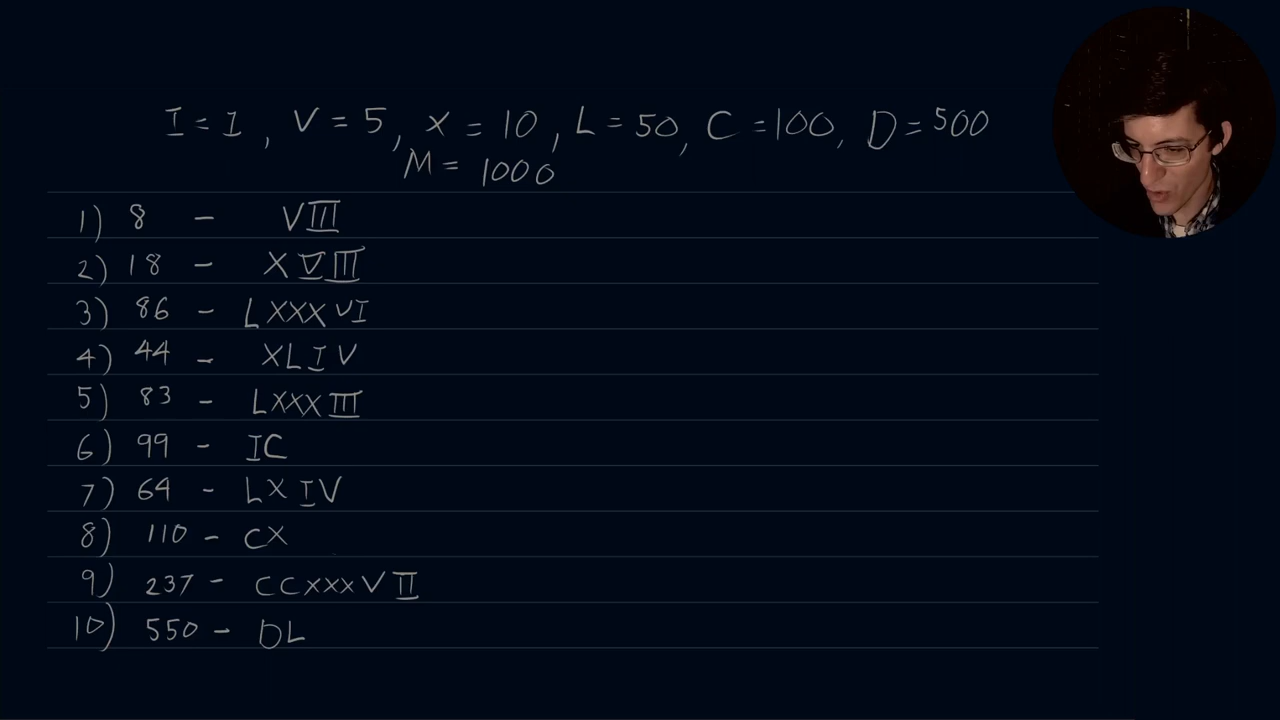 I = I , V = 5, X = 10, L = 50, C = 100, D = 500
M = 1000
1) 8 - VIII
2) 18 - XVIII
3) 86 - LXXXVI
4) 44 - XLIV
5) 83 - LXXXIII
6) 99 - IC
7) 64 - LXIV
8) 110 - CX
9) 237 - CCXXXVII
10) 550 - DL